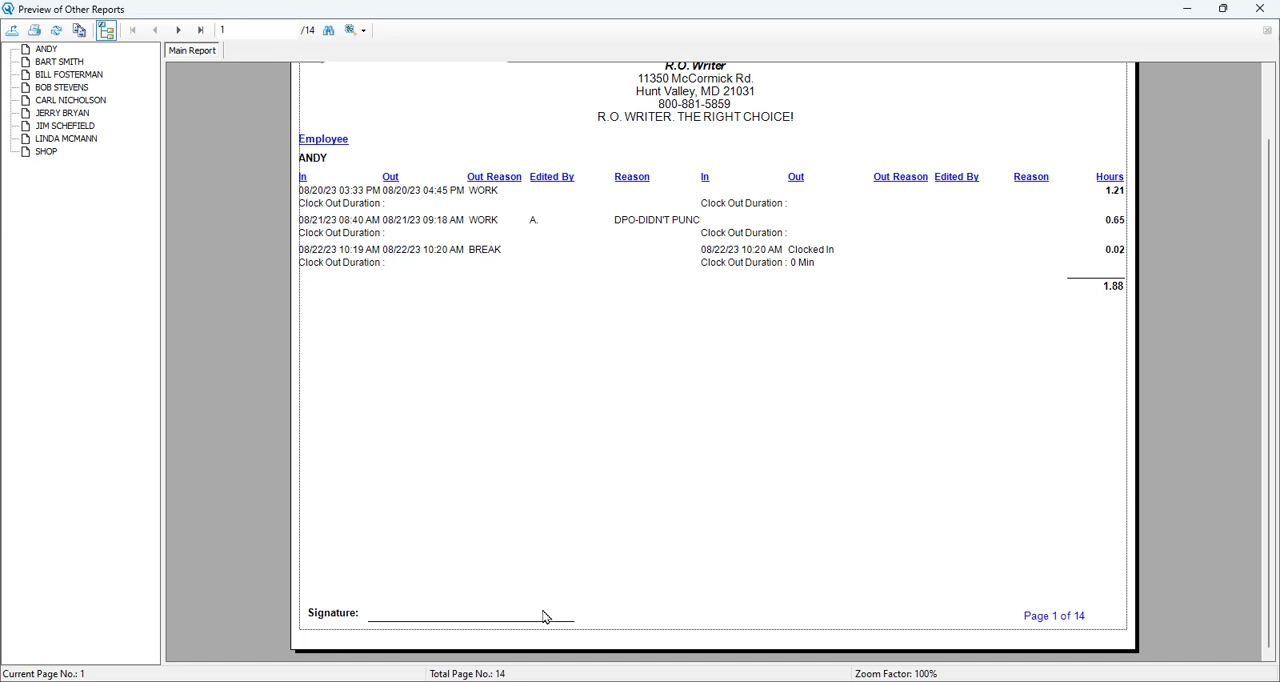 Preview of Other Reports
1 /14
ANDY
BART SMITH
BILL FOSTERMAN
BOB STEVENS
CARL NICHOLSON
JERRY BRYAN
JIM SCHEFIELD
LINDA MCMANN
SHOP
Main Report
R.O. Writer
11350 McCormick Rd.
Hunt Valley, MD 21031
800-881-5859
R.O. WRITER. THE RIGHT CHOICE!
Employee
ANDY
In Out Out Reason Edited By Reason In Out Out Reason Edited By Reason Hours
08/20/23 03:33 PM 08/20/23 04:45 PM WORK 1.21
Clock Out Duration : Clock Out Duration :
08/21/23 08:40 AM 08/21/23 09:18 AM WORK A. DPO-DIDN'T PUNC 0.65
Clock Out Duration : Clock Out Duration :
08/22/23 10:19 AM 08/22/23 10:20 AM BREAK 08/22/23 10:20 AM Clocked In 0.02
Clock Out Duration : Clock Out Duration : 0 Min
1.88
Signature:
Page 1 of 14
Current Page No.: 1 Total Page No.: 14 Zoom Factor: 100%